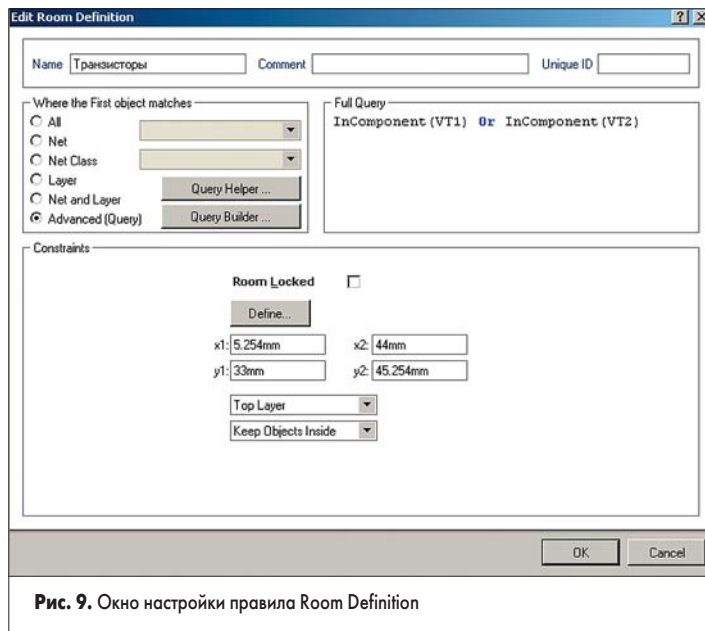 Edit Room Definition
Name Транзисторы Comment Unique ID
Where the First object matches
All
Net
Net Class
Layer
Net and Layer
Advanced (Query)
Query Helper ...
Query Builder ...
Full Query
InComponent(VT1) Or InComponent(VT2)
Constraints
Room Locked
Define...
x1: 5.254mm x2: 44mm
y1: 33mm y2: 45.254mm
Top Layer
Keep Objects Inside
OK Cancel
Рис. 9. Окно настройки правила Room Definition